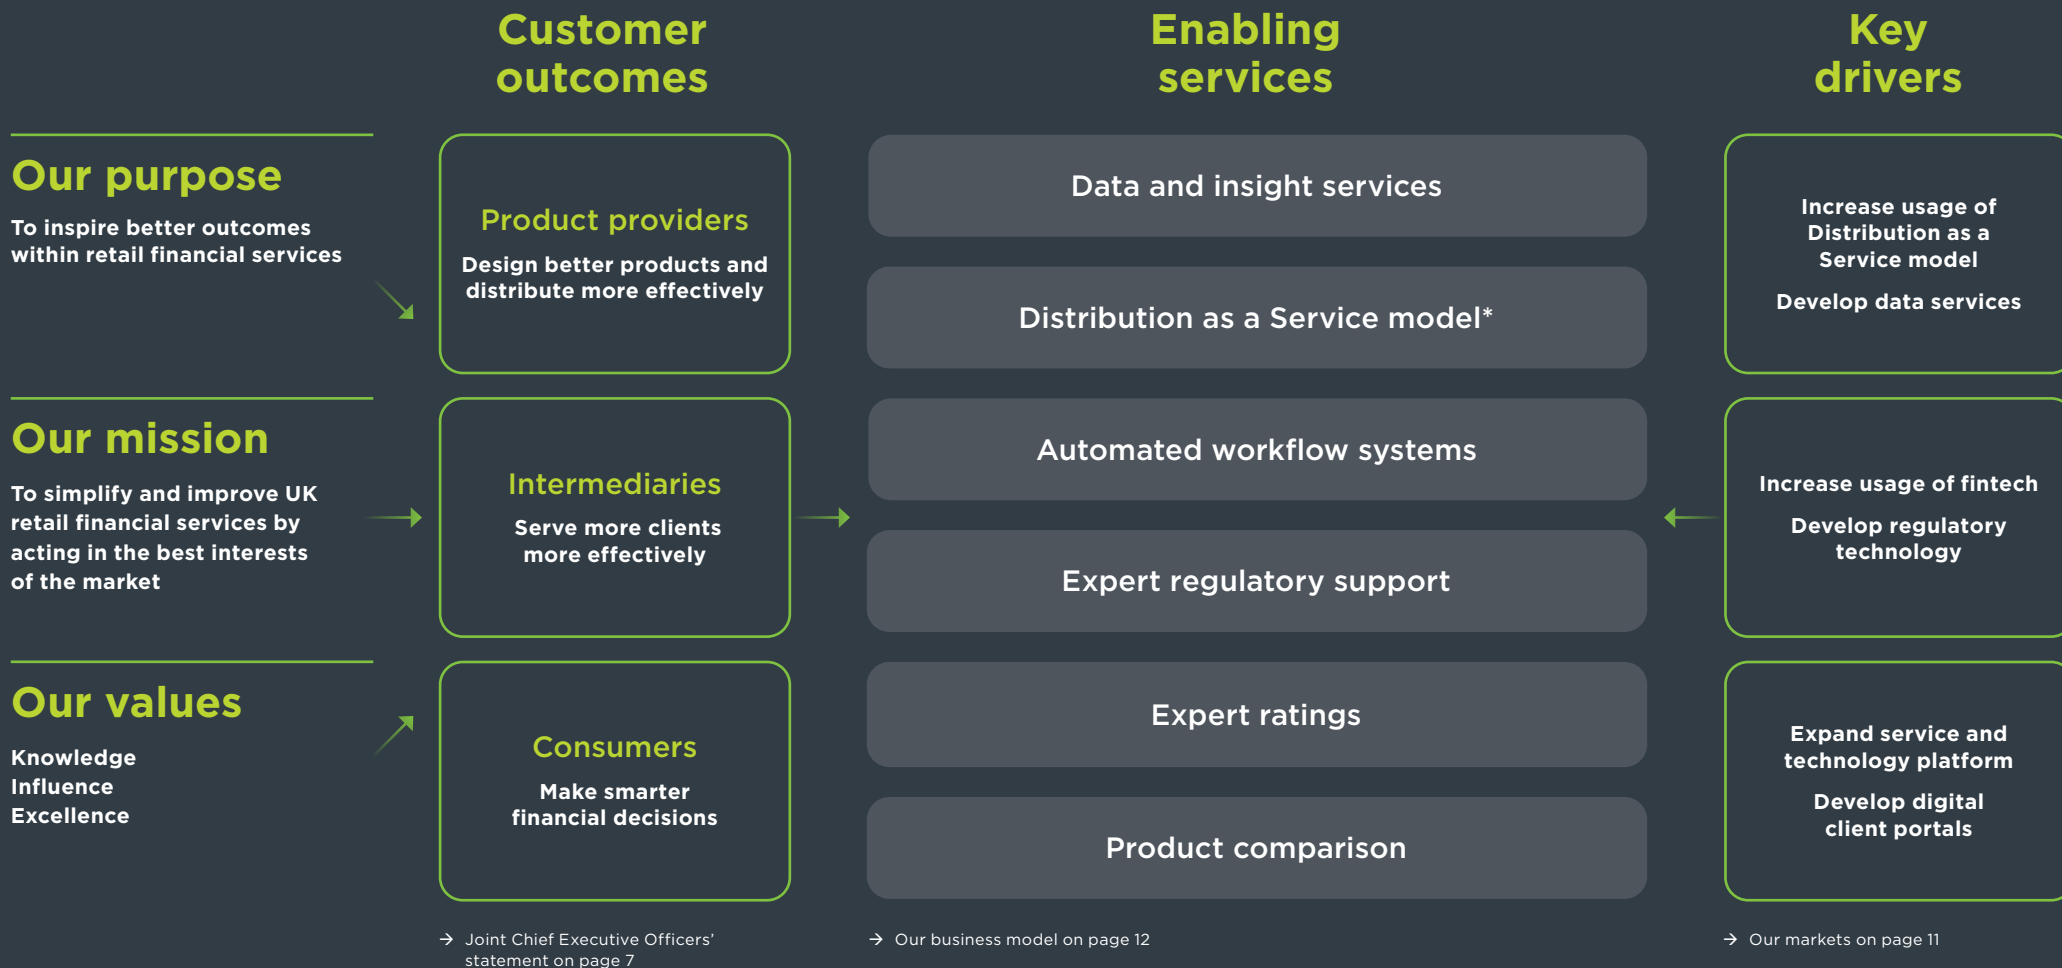 Customer
outcomes
Enabling
services
Key
drivers
Our purpose
To inspire better outcomes
within retail financial services
Our mission
To simplify and improve UK
retail financial services by
acting in the best interests
of the market
Our values
Knowledge
Influence
Excellence
Product providers
Design better products and
distribute more effectively
Intermediaries
Serve more clients
more effectively
Consumers
Make smarter
financial decisions
→ Joint Chief Executive Officers’
statement on page 7
Data and insight services
Distribution as a Service model*
Automated workflow systems
Expert regulatory support
Expert ratings
Product comparison
→ Our business model on page 12
Increase usage of
Distribution as a
Service model
Develop data services
Increase usage of fintech
Develop regulatory
technology
Expand service and
technology platform
Develop digital
client portals
→ Our markets on page 11